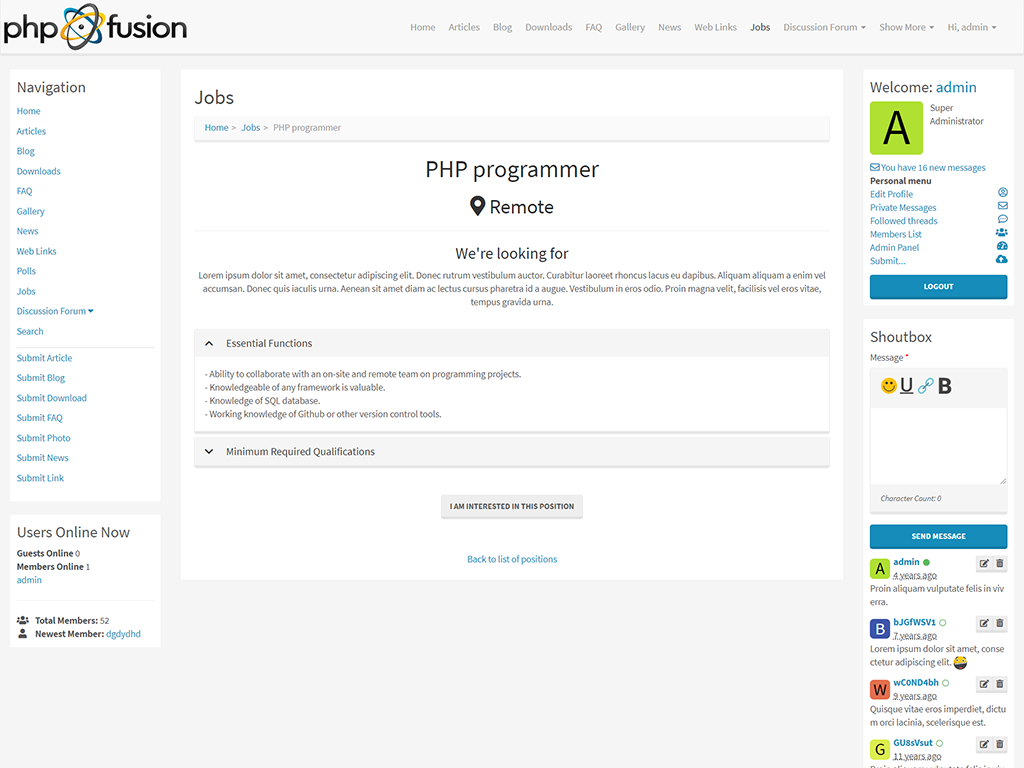 php fusion
Home Articles Blog Downloads FAQ Gallery News Web Links Jobs Discussion Forum Show More Hi, admin
Navigation
Home
Articles
Blog
Downloads
FAQ
Gallery
News
Web Links
Polls
Jobs
Discussion Forum
Search
Submit Article
Submit Blog
Submit Download
Submit FAQ
Submit Photo
Submit News
Submit Link
Users Online Now
Guests Online 0
Members Online 1
admin
Total Members: 52
Newest Member: dgdydhd
Jobs
Home > Jobs > PHP programmer
PHP programmer
Remote
We're looking for
Lorem ipsum dolor sit amet, consectetur adipiscing elit. Donec rutrum vestibulum auctor. Curabitur laoreet rhoncus lacus eu dapibus. Aliquam aliquam a enim vel
accumsan. Donec quis iaculis urna. Aenean sit amet diam ac lectus cursus pharetra id a augue. Vestibulum in eros odio. Proin magna velit, facilisis vel eros vitae,
tempus gravida urna.
Essential Functions
- Ability to collaborate with an on-site and remote team on programming projects.
- Knowledgeable of any framework is valuable.
- Knowledge of SQL database.
- Working knowledge of Github or other version control tools.
Minimum Required Qualifications
I AM INTERESTED IN THIS POSITION
Back to list of positions
Welcome: admin
A
Super
Administrator
You have 16 new messages
Personal menu
Edit Profile
Private Messages
Followed threads
Members List
Admin Panel
Submit...
LOGOUT
Shoutbox
Message *
U B
Character Count: 0
SEND MESSAGE
A admin
4 years ago
Proin aliquam vulputate felis in viv
erra.
B bJGfWSV1
7 years ago
Lorem ipsum dolor sit amet, conse
ctetur adipiscing elit.
W wC0ND4bh
9 years ago
Quisque vitae eros imperdiet, dictu
m orci lacinia, scelerisque est.
G GU8sVsut
11 years ago